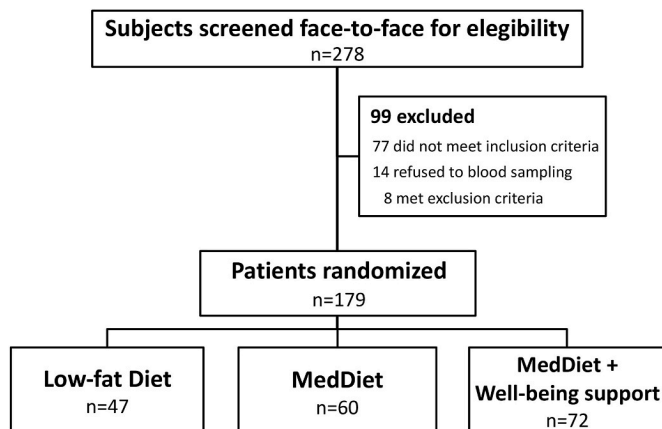 Subjects screened face-to-face for elegibility
n=278
99 excluded
77 did not meet inclusion criteria
14 refused to blood sampling
8 met exclusion criteria
Patients randomized
n=179
Low-fat Diet
n=47
MedDiet
n=60
MedDiet +
Well-being support
n=72